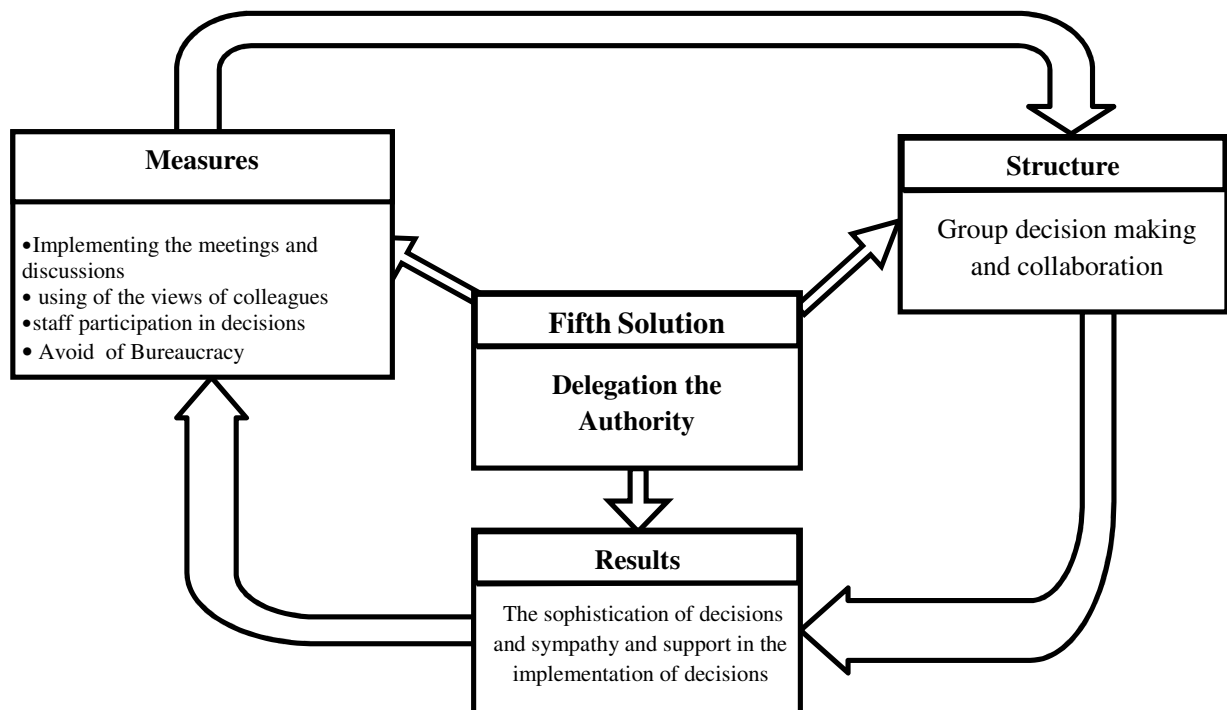 Measures
•Implementing the meetings and
discussions
• using of the views of colleagues
•staff participation in decisions
• Avoid of Bureaucracy
Structure
Group decision making
and collaboration
Fifth Solution
Delegation the
Authority
Results
The sophistication of decisions
and sympathy and support in the
implementation of decisions